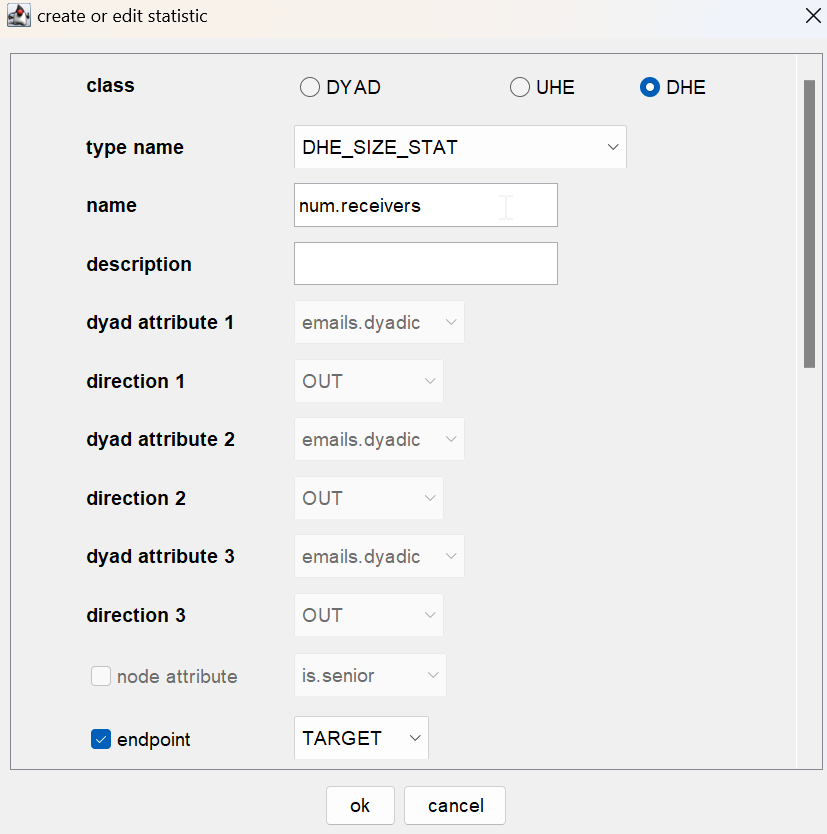 create or edit statistic
class DYAD UHE DHE
type name DHE_SIZE_STAT
name num.receivers
description
dyad attribute 1 emails.dyadic
direction 1 OUT
dyad attribute 2 emails.dyadic
direction 2 OUT
dyad attribute 3 emails.dyadic
direction 3 OUT
node attribute is.senior
endpoint TARGET
ok cancel